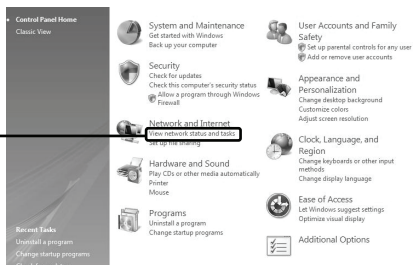 Control Panel Home
Classic View
System and Maintenance
Get started with Windows
Back up your computer
Security
Check for updates
Check this computer's security status
Allow a program through Windows
Firewall
Network and Internet
View network status and tasks
Set up file sharing
Hardware and Sound
Play CDs or other media automatically
Printer
Mouse
Programs
Uninstall a program
Change startup programs
User Accounts and Family
Safety
Set up parental controls for any user
Add or remove user accounts
Appearance and
Personalization
Change desktop background
Customize colors
Adjust screen resolution
Clock, Language, and
Region
Change keyboards or other input
methods
Change display language
Ease of Access
Let Windows suggest settings
Optimize visual display
Additional Options
Recent Tasks
Uninstall a program
Change startup programs